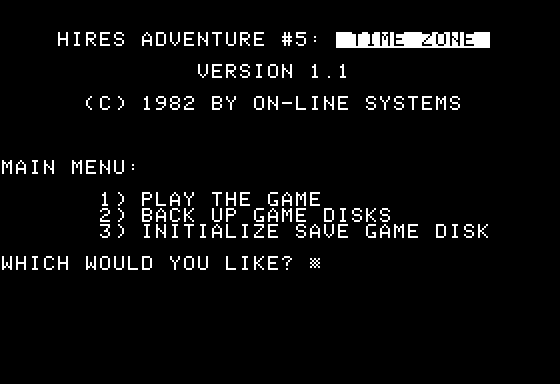 HIRES ADVENTURE #5: TIME ZONE
VERSION 1.1
(C) 1982 BY ON-LINE SYSTEMS
MAIN MENU:
1) PLAY THE GAME
2) BACK UP GAME DISKS
3) INITIALIZE SAVE GAME DISK
WHICH WOULD YOU LIKE?